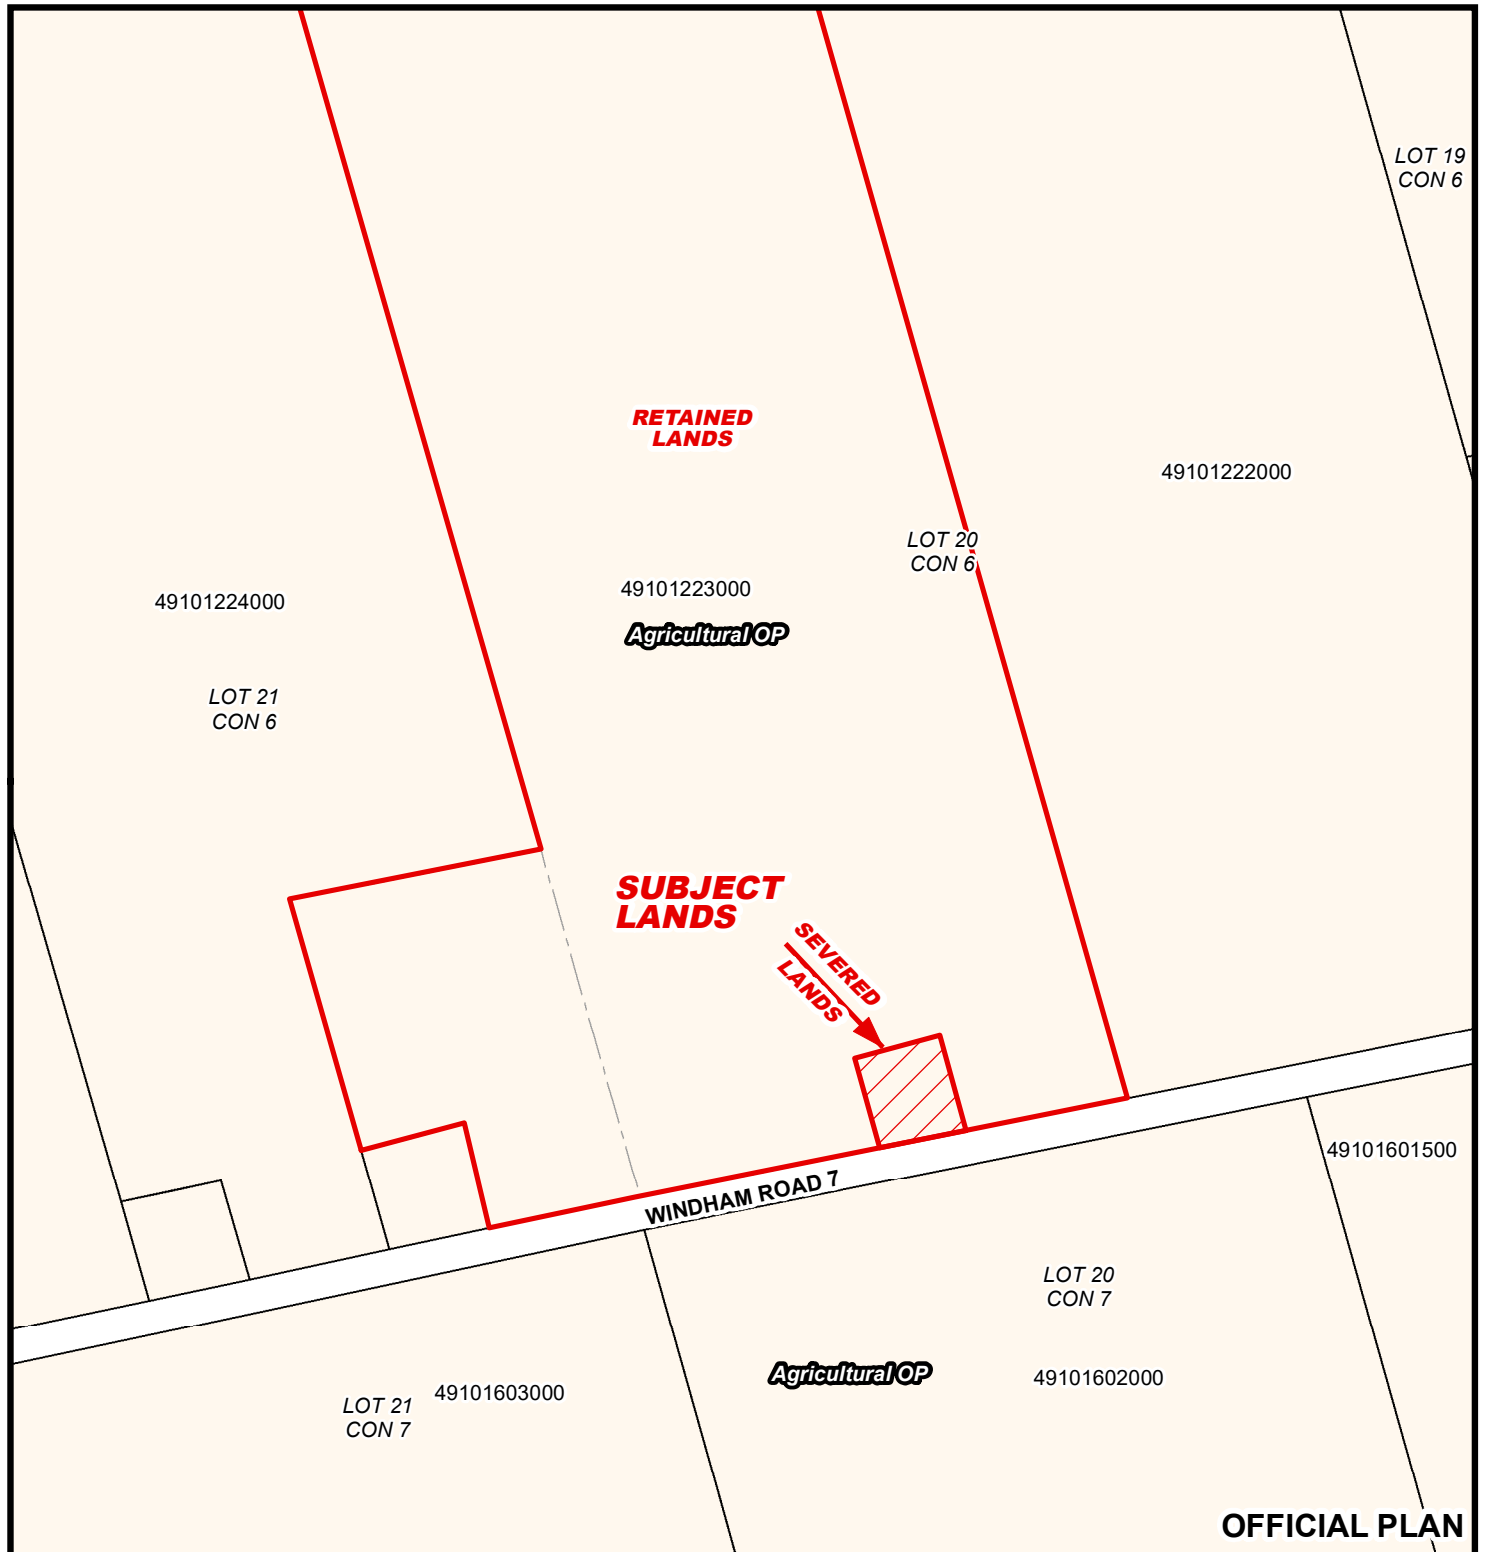 LOT 19
CON 6
RETAINED
LANDS
49101222000
LOT 20
CON 6
49101223000
49101224000
Agricultural OP
LOT 21
CON 6
SUBJECT
LANDS
SEVERED
LANDS
49101601500
WINDHAM ROAD 7
LOT 20
CON 7
Agricultural OP
49101602000
49101603000
LOT 21
CON 7
OFFICIAL PLAN